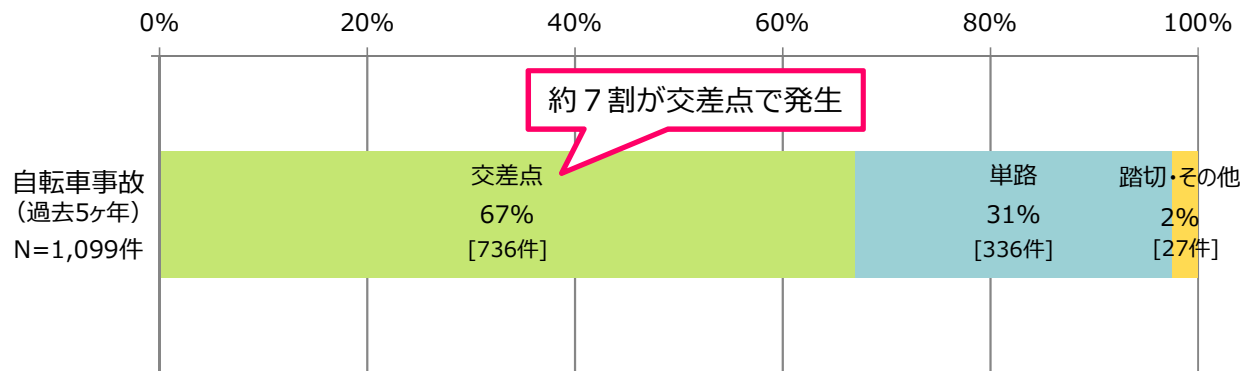 0% 20% 40% 60% 80% 100%
約７割が交差点で発生
自転車事故
（過去5ヶ年）
N=1,099件
交差点
67%
[736件]
単路
31%
[336件]
踏切・その他
2%
[27件]